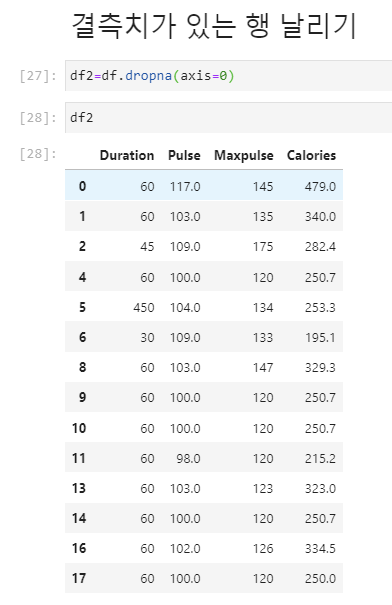 결측치가 있는 행 날리기
[27]: df2=df.dropna(axis=0)
[28]: df2
[28]: Duration Pulse Maxpulse Calories
0 60 117.0 145 479.0
1 60 103.0 135 340.0
2 45 109.0 175 282.4
4 60 100.0 120 250.7
5 450 104.0 134 253.3
6 30 109.0 133 195.1
8 60 103.0 147 329.3
9 60 100.0 120 250.7
10 60 100.0 120 250.7
11 60 98.0 120 215.2
13 60 103.0 123 323.0
14 60 100.0 120 250.7
16 60 102.0 126 334.5
17 60 100.0 120 250.0